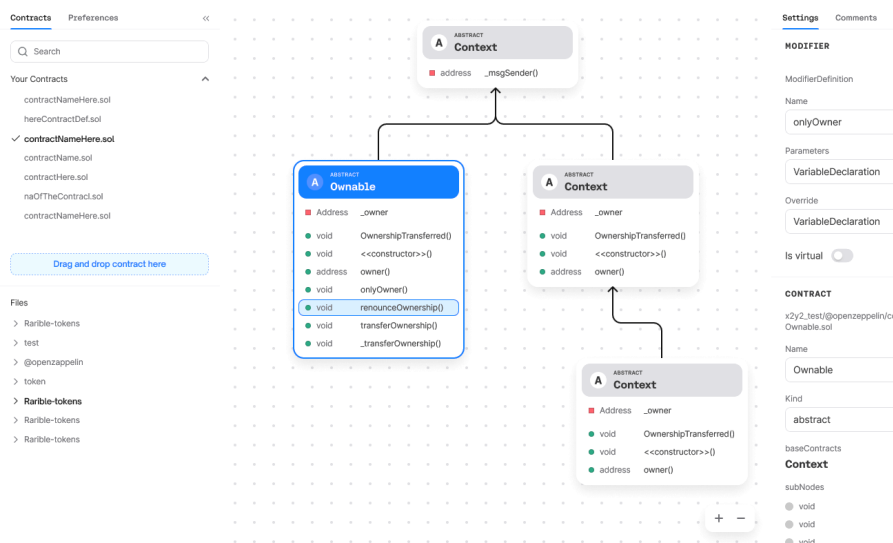 Contracts Preferences
Search
Your Contracts
contractNameHere.sol
hereContractDef.sol
contractNameHere.sol
contractName.sol
contractHere.sol
naOfTheContracl.sol
contractNameHere.sol
Drag and drop contract here
Files
Rarible-tokens
test
@openzappelin
token
Rarible-tokens
Rarible-tokens
Rarible-tokens
A ABSTRACT
Context
address _msgSender()
A ABSTRACT
Ownable
Address _owner
void OwnershipTransferred()
void <<constructor>>()
address owner()
void onlyOwner()
void renounceOwnership()
void transferOwnership()
void _transferOwnership()
A ABSTRACT
Context
Address _owner
void OwnershipTransferred()
void <<constructor>>()
address owner()
A ABSTRACT
Context
Address _owner
void OwnershipTransferred()
void <<constructor>>()
address owner()
Settings Comments
MODIFIER
ModifierDefinition
Name
onlyOwner
Parameters
VariableDeclaration
Override
VariableDeclaration
Is virtual
CONTRACT
x2y2_test/@openzeppelin/co
Ownable.sol
Name
Ownable
Kind
abstract
baseContracts
Context
subNodes
void
void
void